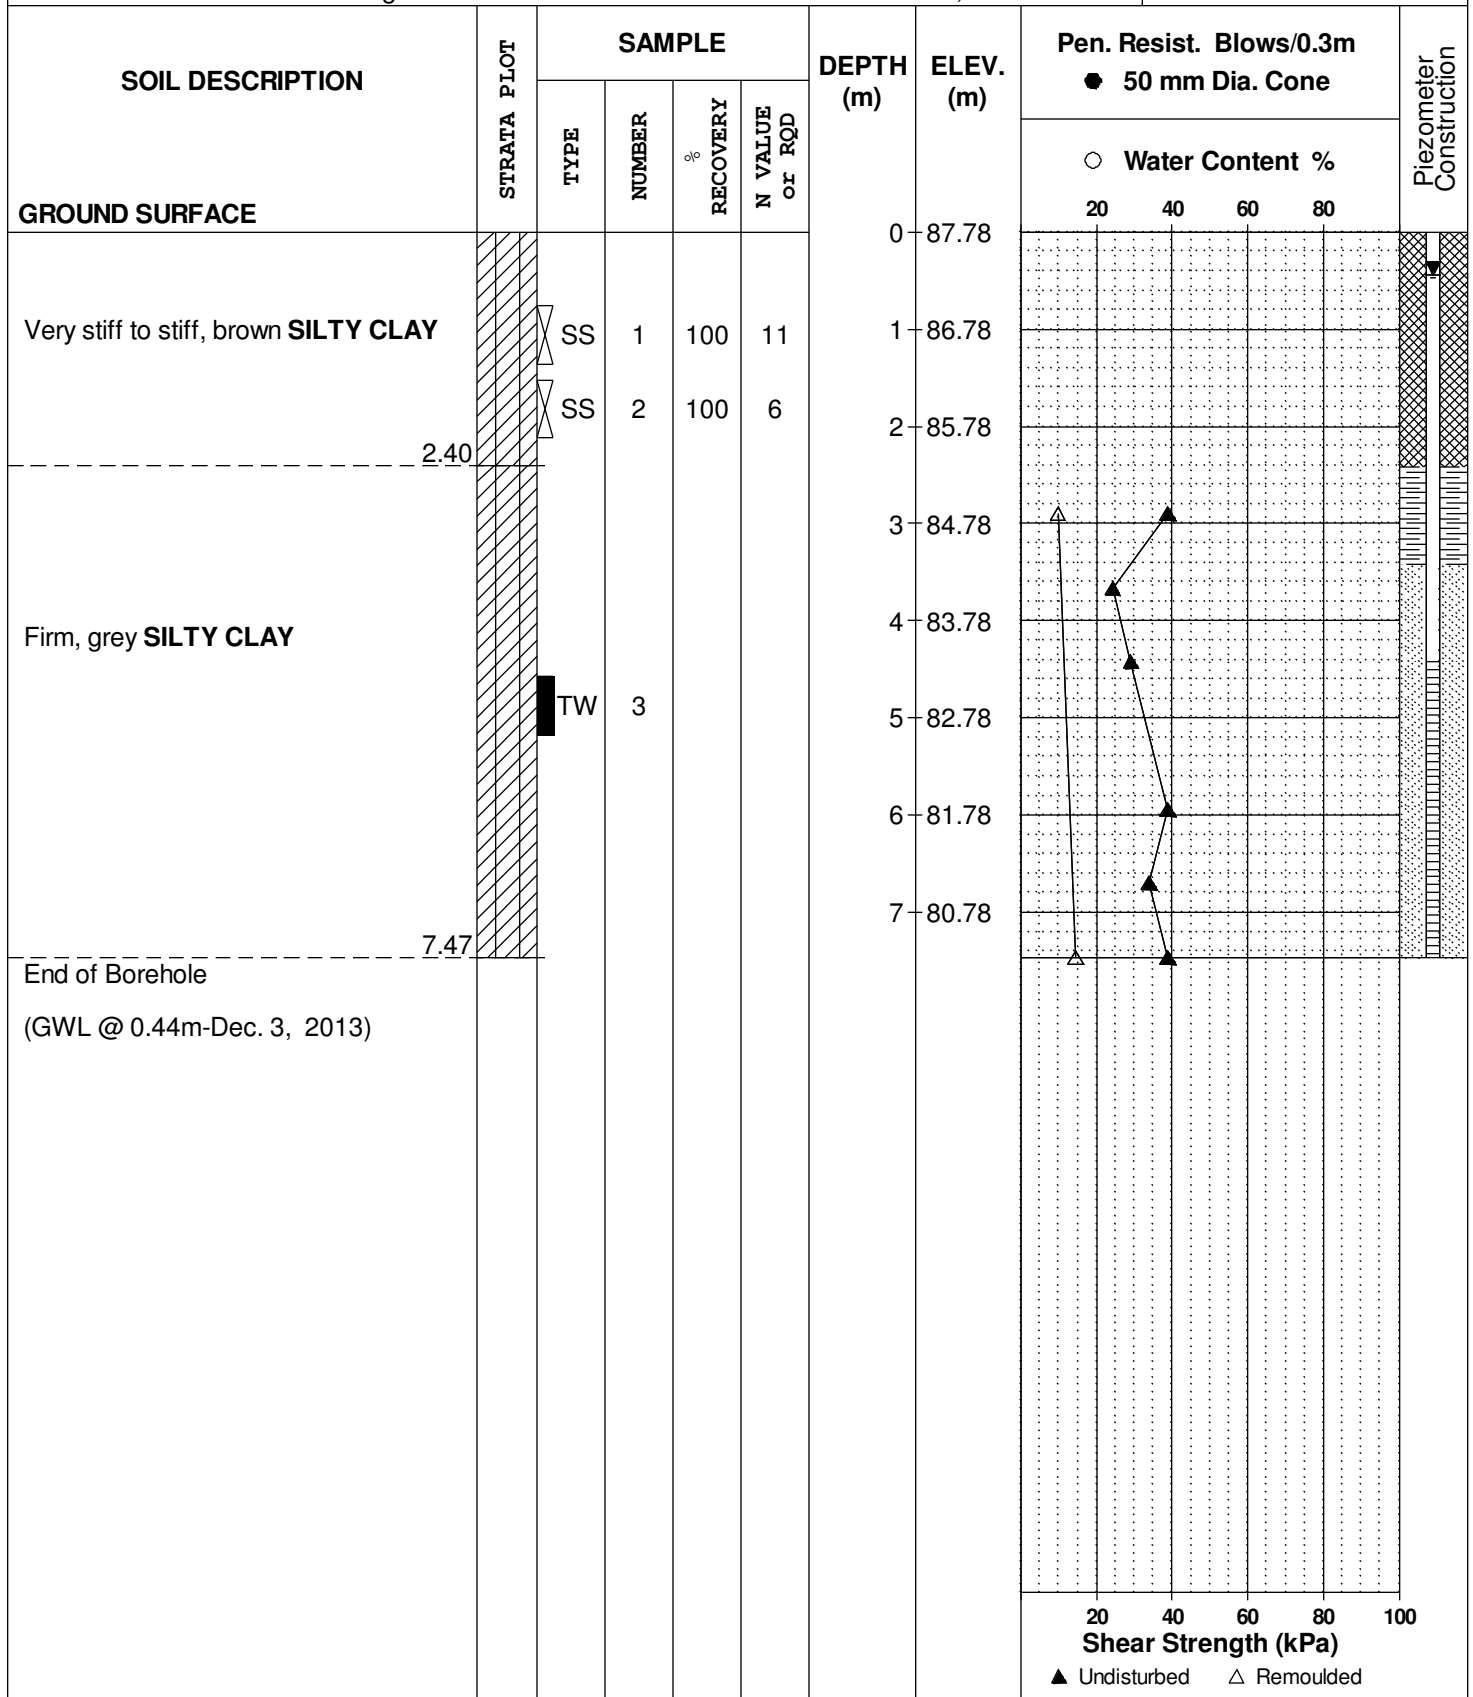 SOIL DESCRIPTION
GROUND SURFACE
STRATA PLOT
SAMPLE
TYPE
NUMBER
%
RECOVERY
N VALUE
or RQD
DEPTH
(m)
ELEV.
(m)
Pen. Resist. Blows/0.3m
● 50 mm Dia. Cone
○ Water Content %
20 40 60 80
Piezometer
Construction
0 87.78
Very stiff to stiff, brown SILTY CLAY
SS 1 100 11
1 86.78
SS 2 100 6
2 85.78
2.40
3 84.78
4 83.78
Firm, grey SILTY CLAY
TW 3
5 82.78
6 81.78
7 80.78
7.47
End of Borehole
(GWL @ 0.44m-Dec. 3, 2013)
20 40 60 80 100
Shear Strength (kPa)
▲ Undisturbed △ Remoulded